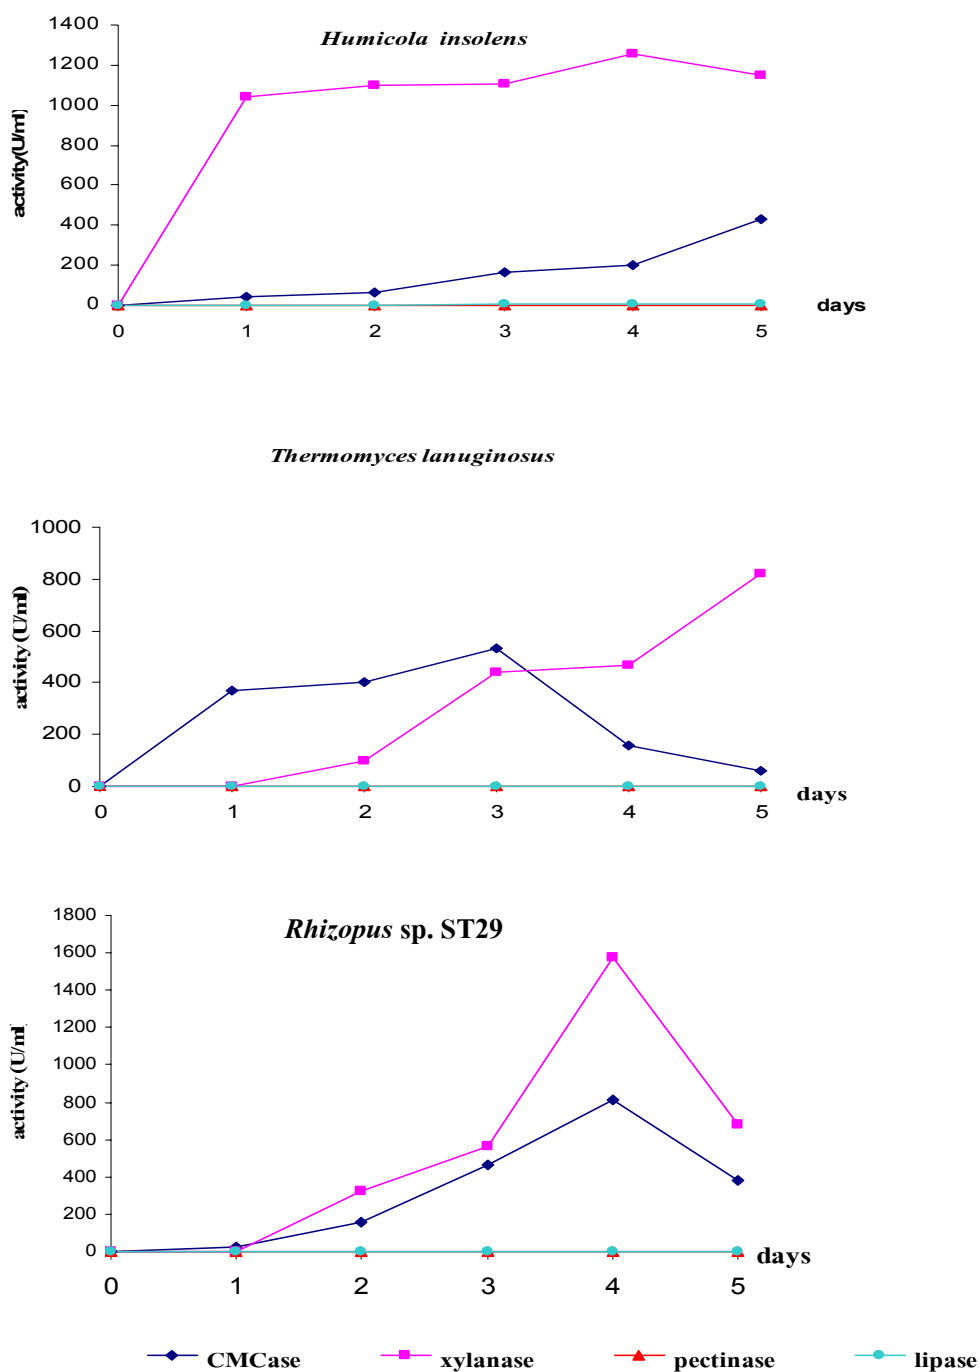 Humicola insolens
activity(U/ml)
1400
1200
1000
800
600
400
200
0
0 1 2 3 4 5
days
Thermomyces lanuginosus
activity (U/ml)
1000
800
600
400
200
0
0 1 2 3 4 5
days
Rhizopus sp. ST29
activity (U/ml)
1800
1600
1400
1200
1000
800
600
400
200
0
0 1 2 3 4 5
days
CMCase xylanase pectinase lipase